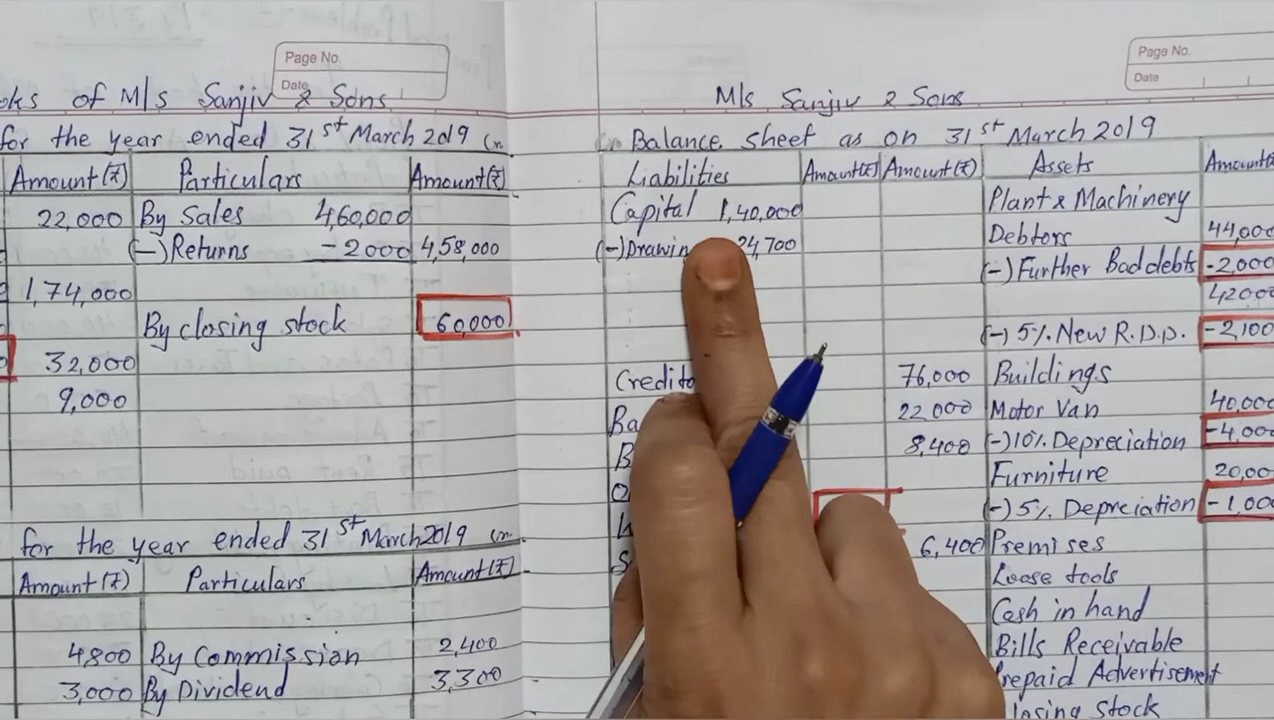 Page No.
Date
oks of M/s Sanjiv & Sons
for the year ended 31st March 2019
Amount (₹) Particulars Amount (₹)
22,000 By Sales 4,60,000
(-) Returns - 2000 4,58,000
1,74,000
By closing stock 60,000
32,000
9,000
for the year ended 31st March 2019
Amount (₹) Particulars Amount (₹)
4,800 By Commission 2,400
3,000 By Dividend 3,300
Page No.
Date
M/s Sanjiv & Sons
Balance sheet as on 31st March 2019
Liabilities Amount (₹) Amount (₹) Assets Amount
Capital 1,40,000 Plant & Machinery
(-) Drawin 24,700 Debtors 44,000
(-) Further Bad debts -2,000
42000
(-) 5% New R.D.D. -2,100
Credito 76,000 Buildings
Ba 22,000 Motor Van 40,000
B 8,400 (-) 10% Depreciation -4,00
O Furniture 20,00
(-) 5% Depreciation -1,00
6,400 Premises
S Loose tools
Cash in hand
Bills Receivable
repaid Advertisement
losing stock